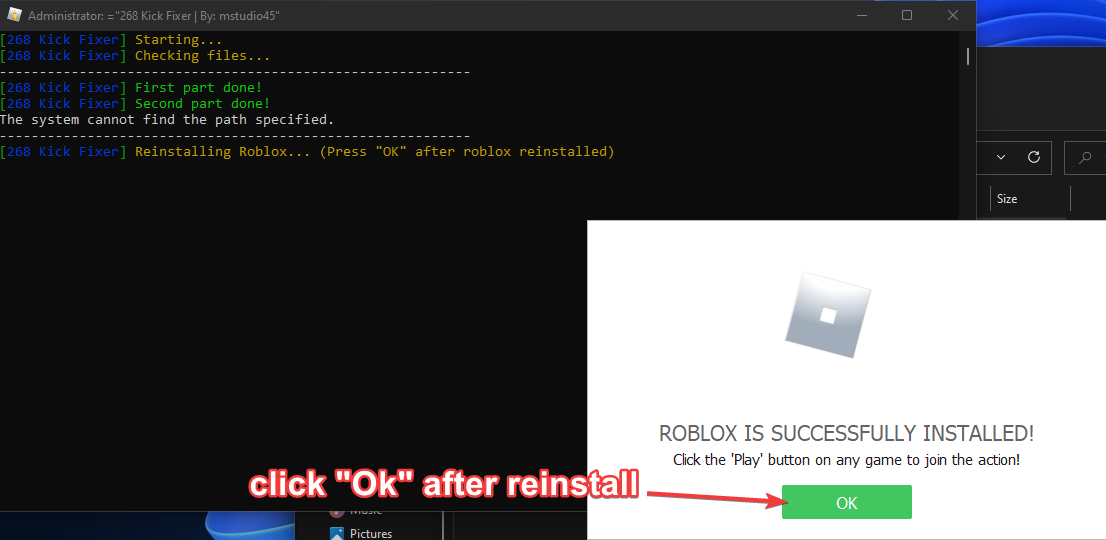 Administrator: ="268 Kick Fixer | By: mstudio45"
[268 Kick Fixer] Starting...
[268 Kick Fixer] Checking files...
-----------------------------------------------------------
[268 Kick Fixer] First part done!
[268 Kick Fixer] Second part done!
The system cannot find the path specified.
-----------------------------------------------------------
[268 Kick Fixer] Reinstalling Roblox... (Press "OK" after roblox reinstalled)
Size
ROBLOX IS SUCCESSFULLY INSTALLED!
Click the 'Play' button on any game to join the action!
click "Ok" after reinstall
OK
Music
Pictures